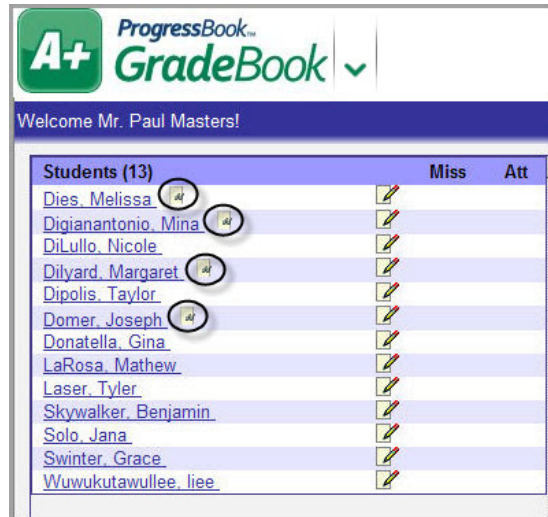 A+ ProgressBook™
GradeBook
Welcome Mr. Paul Masters!
Students (13) Miss Att
Dies, Melissa
Digianantonio, Mina
DiLullo, Nicole
Dilyard, Margaret
Dipolis, Taylor
Domer, Joseph
Donatella, Gina
LaRosa, Mathew
Laser, Tyler
Skywalker, Benjamin
Solo, Jana
Swinter, Grace
Wuwukutawullee, liee